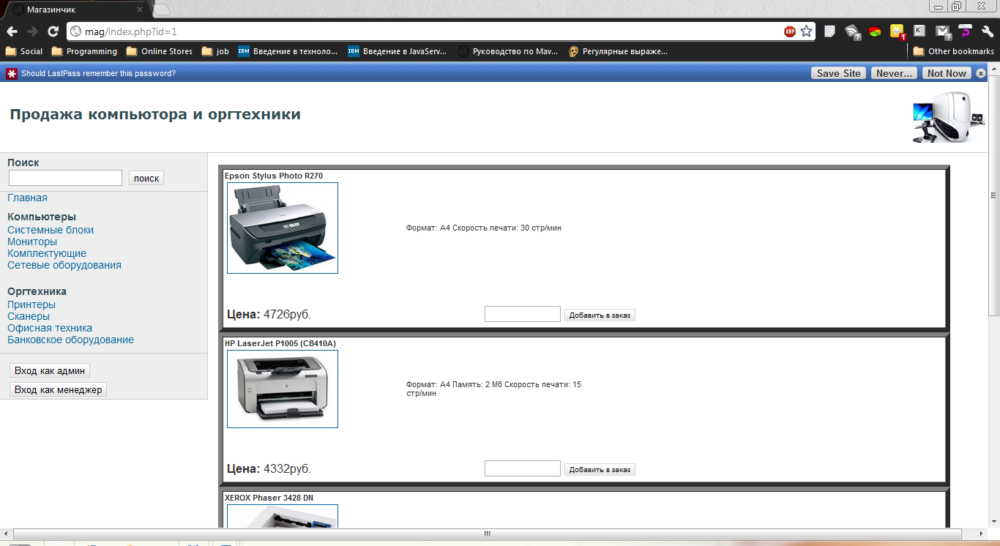 Магазинчик
mag/index.php?id=1
ABP
1
K
5
Social
Programming
Online Stores
job
IBM Введение в техноло...
IBM Введение в JavaServ...
Руководство по Mav...
Регулярные выраже...
Other bookmarks
Should LastPass remember this password?
Save Site
Never...
Not Now
Продажа компьютора и оргтехники
Поиск
поиск
Главная
Компьютеры
Системные блоки
Мониторы
Комплектующие
Сетевые оборудования
Оргтехника
Принтеры
Сканеры
Офисная техника
Банковское оборудование
Вход как админ
Вход как менеджер
Epson Stylus Photo R270
Формат: A4 Скорость печати: 30 стр/мин
Цена: 4726руб.
Добавить в заказ
HP LaserJet P1005 (CB410A)
Формат: A4 Память: 2 Мб Скорость печати: 15
стр/мин
Цена: 4332руб.
Добавить в заказ
XEROX Phaser 3428 DN